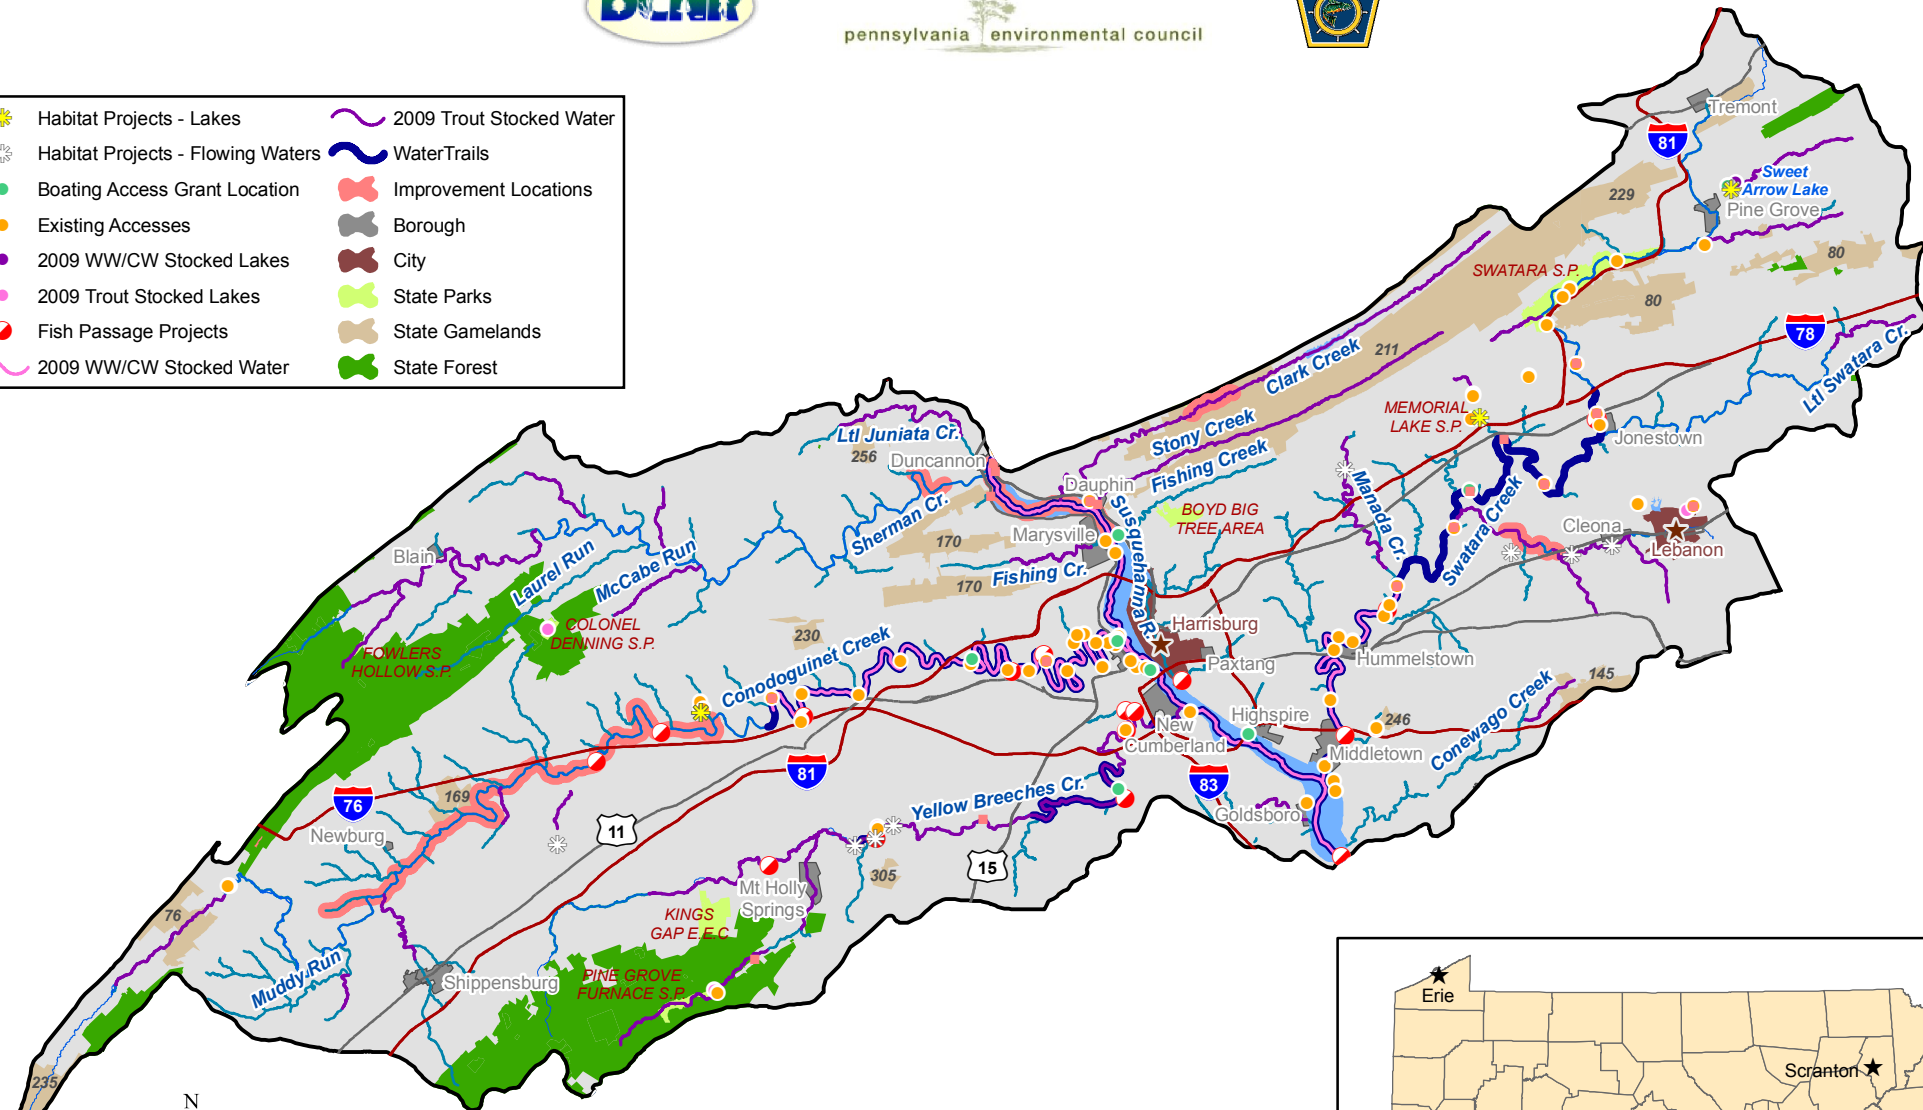 DCNR
pennsylvania environmental council
Habitat Projects - Lakes
Habitat Projects - Flowing Waters
Boating Access Grant Location
Existing Accesses
2009 WW/CW Stocked Lakes
2009 Trout Stocked Lakes
Fish Passage Projects
2009 WW/CW Stocked Water
2009 Trout Stocked Water
WaterTrails
Improvement Locations
Borough
City
State Parks
State Gamelands
State Forest
Tremont
81
Sweet
Arrow Lake
Pine Grove
229
80
SWATARA S.P.
80
78
Ltl Swatara Cr.
211
Clark Creek
MEMORIAL
LAKE S.P.
Jonestown
Stony Creek
Fishing Creek
Ltl Juniata Cr.
256
Duncannon
Dauphin
Manada Cr.
Swatara Creek
Cleona
Lebanon
BOYD BIG
TREE AREA
Susquehanna R.
Sherman Cr.
170
Marysville
Fishing Cr.
170
Blain
Laurel Run
McCabe Run
COLONEL
DENNING S.P.
FOWLERS
HOLLOW S.P.
230
Conodoguinet Creek
Harrisburg
Paxtang
Hummelstown
145
Conewago Creek
Highspire
246
New
Cumberland
Middletown
83
81
76
169
Newburg
11
Yellow Breeches Cr.
Goldsboro
15
305
Mt Holly
Springs
KINGS
GAP E.E.C
76
PINE GROVE
FURNACE S.P.
Shippensburg
Muddy Run
235
N
Erie
Scranton